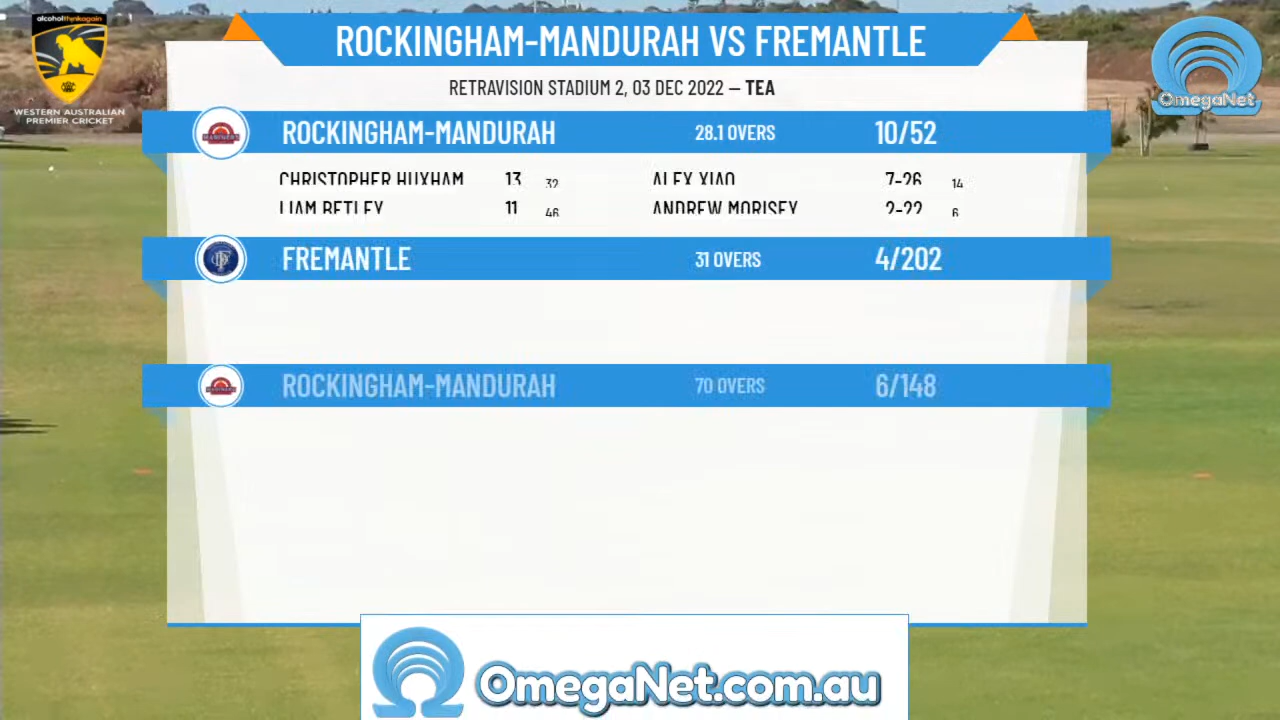 alcoholthinkagain
WESTERN AUSTRALIAN
PREMIER CRICKET
ROCKINGHAM-MANDURAH VS FREMANTLE
OmegaNet
RETRAVISION STADIUM 2, 03 DEC 2022 – TEA
ROCKINGHAM-MANDURAH 28.1 OVERS 10/52
CHRISTOPHER HUXHAM 13 32 ALEX XIAO 7-26 14
LIAM BETLEY 11 46 ANDREW MORISEY 2-22 6
FREMANTLE 31 OVERS 4/202
ROCKINGHAM-MANDURAH 70 OVERS 6/148
OmegaNet.com.au